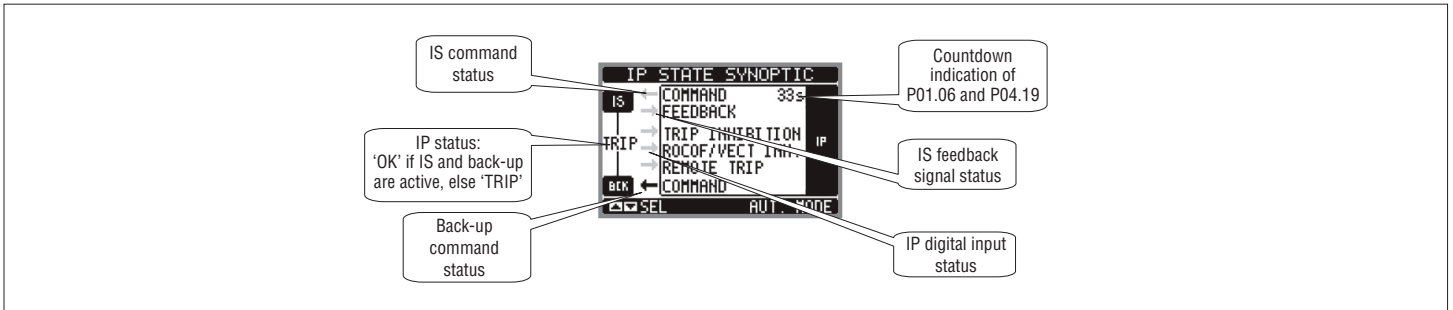 IS command
status
IP status:
'OK' if IS and back-up
are active, else 'TRIP'
Back-up
command
status
IP STATE SYNOPTIC
IS
COMMAND 33s
FEEDBACK
TRIP
TRIP INHIBITION
ROCOF/VECT INH.
REMOTE TRIP
IP
BCK
COMMAND
SEL AUT. MODE
Countdown
indication of
P01.06 and P04.19
IS feedback
signal status
IP digital input
status